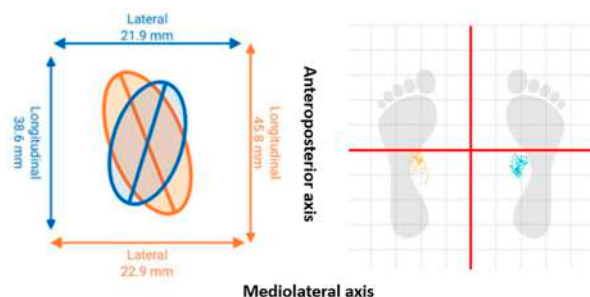 Lateral
21.9 mm
Longitudinal
38.6 mm
Longitudinal
45.8 mm
Lateral
22.9 mm
Anteroposterior axis
Mediolateral axis